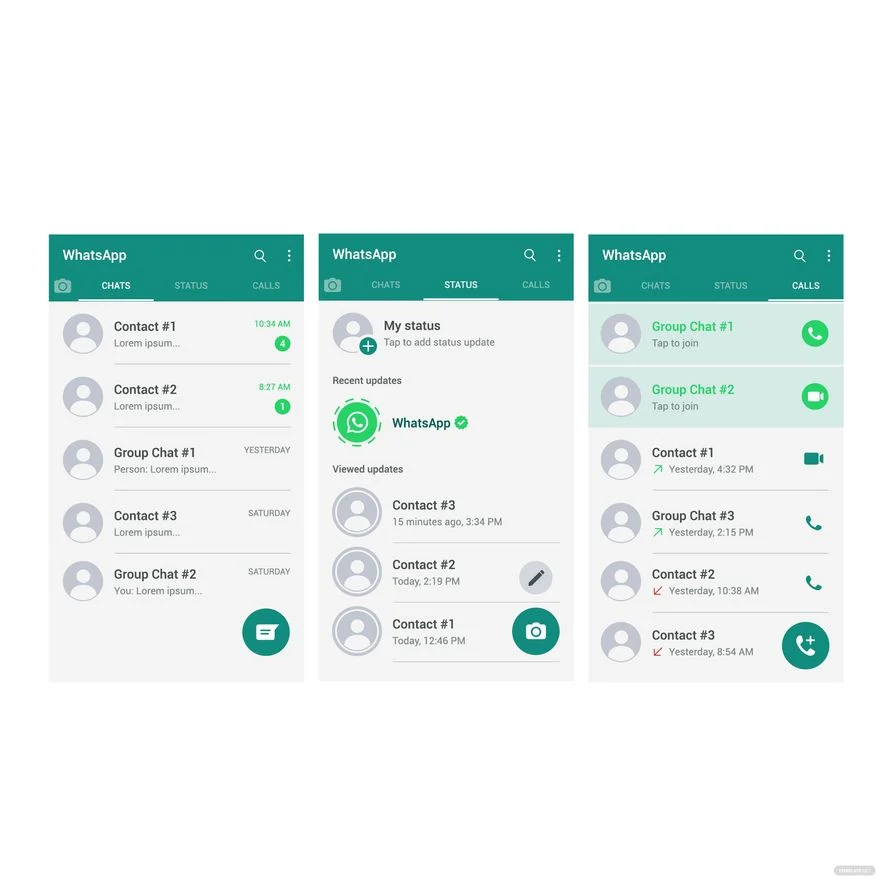 WhatsApp
CHATS STATUS CALLS
Contact #1 10:34 AM
Lorem ipsum... 4
Contact #2 8:27 AM
Lorem ipsum... 1
Group Chat #1 YESTERDAY
Person: Lorem ipsum...
Contact #3 SATURDAY
Lorem ipsum...
Group Chat #2 SATURDAY
You: Lorem ipsum...
WhatsApp
CHATS STATUS CALLS
My status
Tap to add status update
Recent updates
WhatsApp
Viewed updates
Contact #3
15 minutes ago, 3:34 PM
Contact #2
Today, 2:19 PM
Contact #1
Today, 12:46 PM
WhatsApp
CHATS STATUS CALLS
Group Chat #1
Tap to join
Group Chat #2
Tap to join
Contact #1
Yesterday, 4:32 PM
Group Chat #3
Yesterday, 2:15 PM
Contact #2
Yesterday, 10:38 AM
Contact #3
Yesterday, 8:54 AM
TEMPLATE.NET